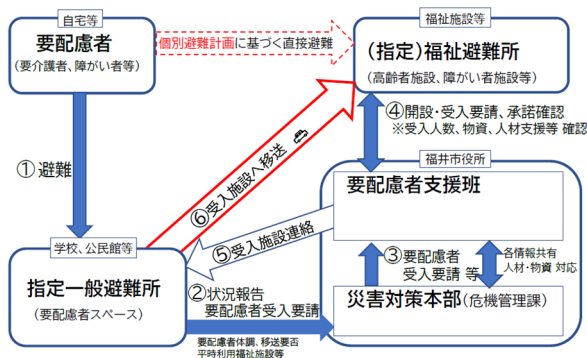 自宅等
要配慮者
(要介護者、障がい者等)
個別避難計画に基づく直接避難
福祉施設等
(指定)福祉避難所
(高齢者施設、障がい者施設等)
①避難
⑥受入施設へ移送
④開設・受入要請、承諾確認
※受入人数、物資、人材支援等 確認
福井市役所
要配慮者支援班
⑤受入施設連絡
③要配慮者
受入要請 等
各情報共有
人材・物資 対応
災害対策本部(危機管理課)
学校、公民館等
指定一般避難所
(要配慮者スペース)
②状況報告
要配慮者受入要請
要配慮者体調、移送要否
平時利用福祉施設等